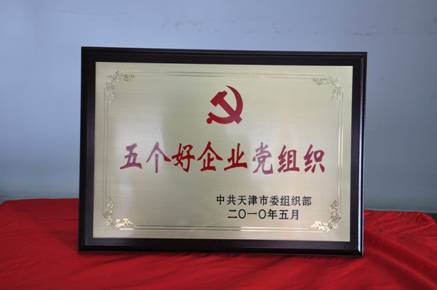 五个好企业党组织
中共天津市委组织部
二〇一〇年五月